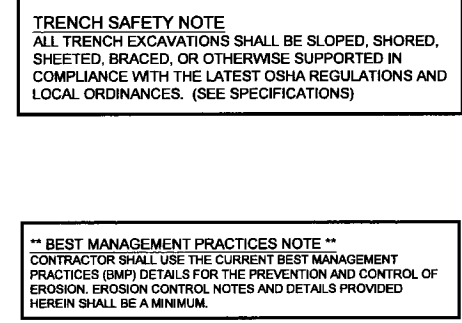 TRENCH SAFETY NOTE
ALL TRENCH EXCAVATIONS SHALL BE SLOPED, SHORED,
SHEETED, BRACED, OR OTHERWISE SUPPORTED IN
COMPLIANCE WITH THE LATEST OSHA REGULATIONS AND
LOCAL ORDINANCES. (SEE SPECIFICATIONS)
** BEST MANAGEMENT PRACTICES NOTE **
CONTRACTOR SHALL USE THE CURRENT BEST MANAGEMENT
PRACTICES (BMP) DETAILS FOR THE PREVENTION AND CONTROL OF
EROSION. EROSION CONTROL NOTES AND DETAILS PROVIDED
HEREIN SHALL BE A MINIMUM.